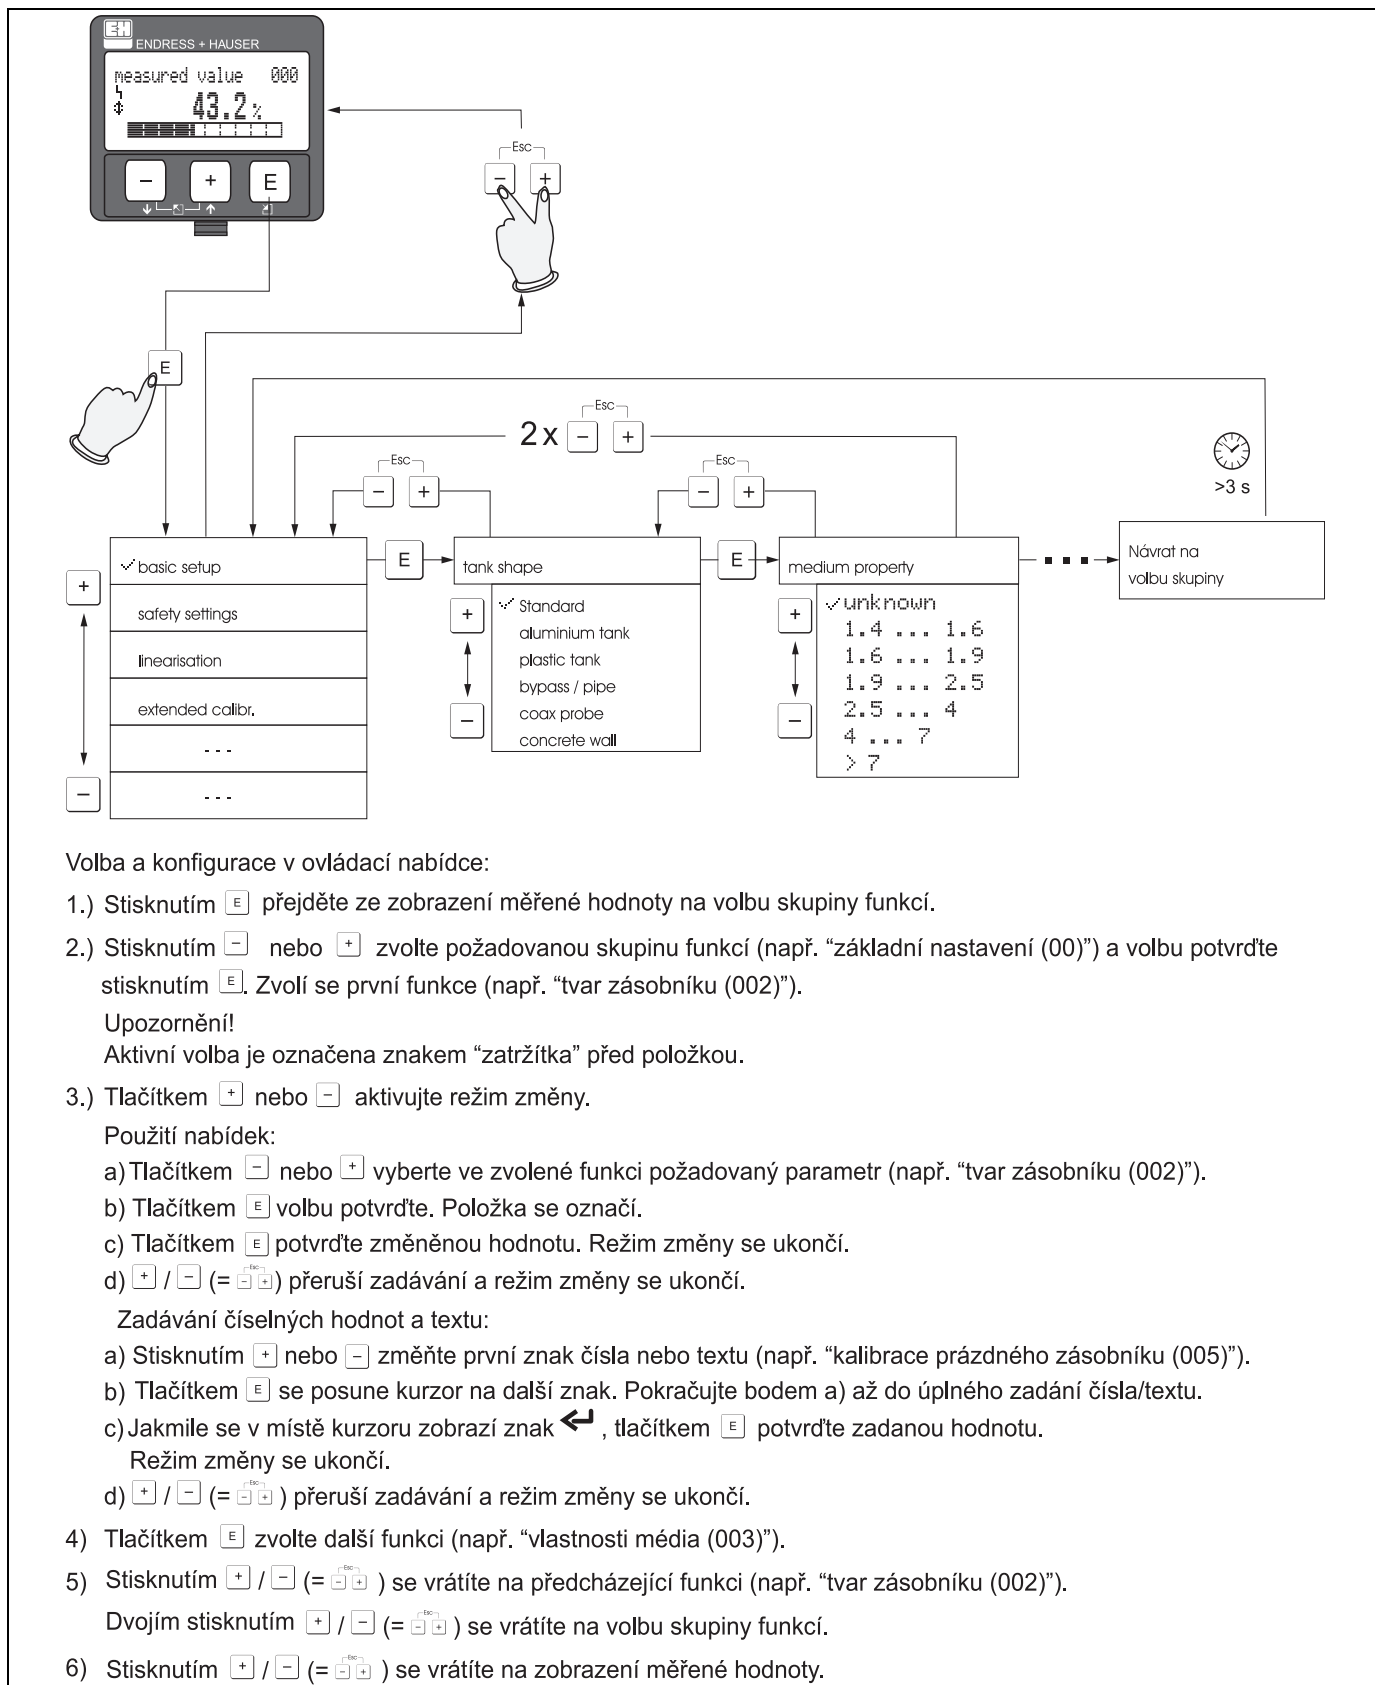 E+H
ENDRESS + HAUSER
measured value 000
43.2 %
- + E
Esc
- +
E
Esc
2 x - +
Esc
- +
Esc
- +
>3 s
✓ basic setup
safety settings
linearisation
extended calibr.
- - -
- - -
+
-
E
tank shape
✓ Standard
aluminium tank
plastic tank
bypass / pipe
coax probe
concrete wall
+
-
E
medium property
✓ unknown
1.4 ... 1.6
1.6 ... 1.9
1.9 ... 2.5
2.5 ... 4
4 ... 7
> 7
+
-
Návrat na
volbu skupiny
Volba a konfigurace v ovládací nabídce:
1.) Stisknutím E přejděte ze zobrazení měřené hodnoty na volbu skupiny funkcí.
2.) Stisknutím - nebo + zvolte požadovanou skupinu funkcí (např. “základní nastavení (00)”) a volbu potvrďte
stisknutím E. Zvolí se první funkce (např. “tvar zásobníku (002)”).
Upozornění!
Aktivní volba je označena znakem “zatržítka” před položkou.
3.) Tlačítkem + nebo - aktivujte režim změny.
Použití nabídek:
a) Tlačítkem - nebo + vyberte ve zvolené funkci požadovaný parametr (např. “tvar zásobníku (002)”).
b) Tlačítkem E volbu potvrďte. Položka se označí.
c) Tlačítkem E potvrďte změněnou hodnotu. Režim změny se ukončí.
d) + / - (= Esc - +) přeruší zadávání a režim změny se ukončí.
Zadávání číselných hodnot a textu:
a) Stisknutím + nebo - změňte první znak čísla nebo textu (např. “kalibrace prázdného zásobníku (005)”).
b) Tlačítkem E se posune kurzor na další znak. Pokračujte bodem a) až do úplného zadání čísla/textu.
c) Jakmile se v místě kurzoru zobrazí znak ↵ , tlačítkem E potvrďte zadanou hodnotu.
Režim změny se ukončí.
d) + / - (= Esc - + ) přeruší zadávání a režim změny se ukončí.
4) Tlačítkem E zvolte další funkci (např. “vlastnosti média (003)”).
5) Stisknutím + / - (= Esc - + ) se vrátíte na předcházející funkci (např. “tvar zásobníku (002)”).
Dvojím stisknutím + / - (= Esc - + ) se vrátíte na volbu skupiny funkcí.
6) Stisknutím + / - (= Esc - + ) se vrátíte na zobrazení měřené hodnoty.